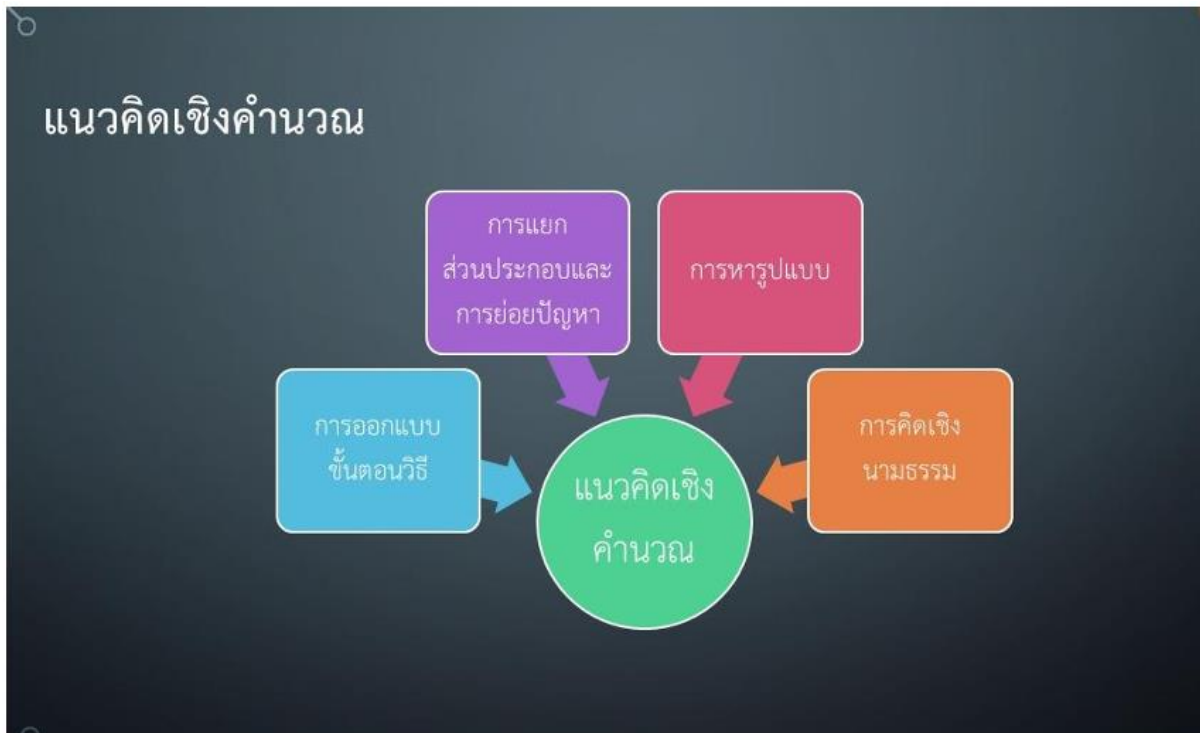 แนวคิดเชิงคำนวณ
การแยก
ส่วนประกอบและ
การย่อยปัญหา
การหารูปแบบ
การออกแบบ
ขั้นตอนวิธี
การคิดเชิง
นามธรรม
แนวคิดเชิง
คำนวณ